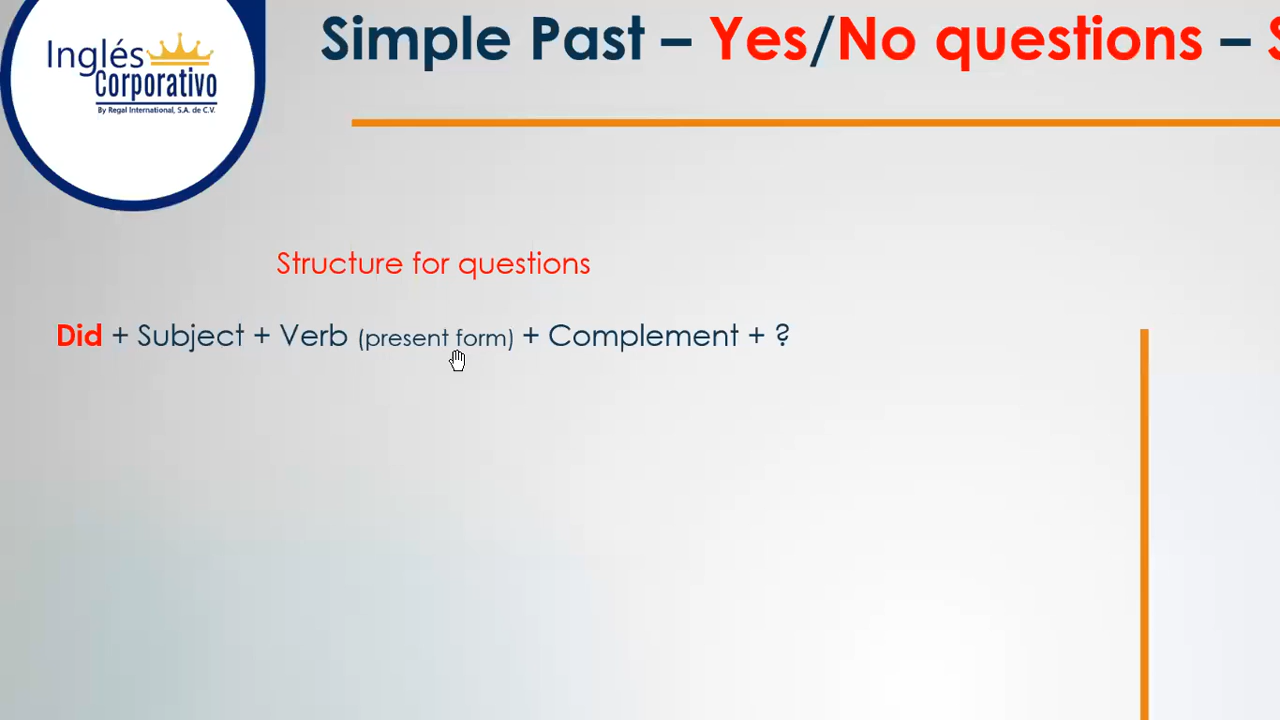 Inglés
Corporativo
By Regal International, S.A. de C.V.
Simple Past – Yes/No questions –
Structure for questions
Did + Subject + Verb (present form) + Complement + ?